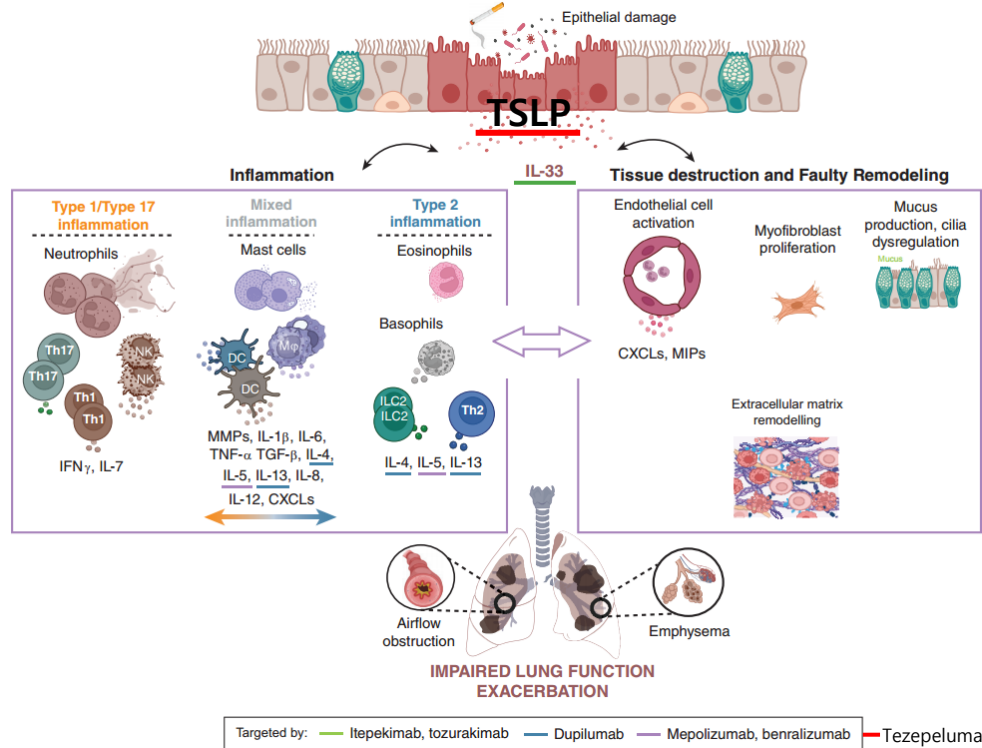 Epithelial damage
TSLP
IL-33
Inflammation
Tissue destruction and Faulty Remodeling
Type 1/Type 17
inflammation
Neutrophils
Th17
Th17
NK
NK
Th1
Th1
IFNγ, IL-7
Mixed
inflammation
Mast cells
DC
Mφ
DC
MMPs, IL-1β, IL-6,
TNF-α TGF-β, IL-4,
IL-5, IL-13, IL-8,
IL-12, CXCLs
Type 2
inflammation
Eosinophils
Basophils
ILC2
ILC2
Th2
IL-4, IL-5, IL-13
Endothelial cell
activation
CXCLs, MIPs
Myofibroblast
proliferation
Mucus
production, cilia
dysregulation
Mucus
Extracellular matrix
remodelling
Airflow
obstruction
Emphysema
IMPAIRED LUNG FUNCTION
EXACERBATION
Targeted by: Itepekimab, tozurakimab Dupilumab Mepolizumab, benralizumab Tezepeluma